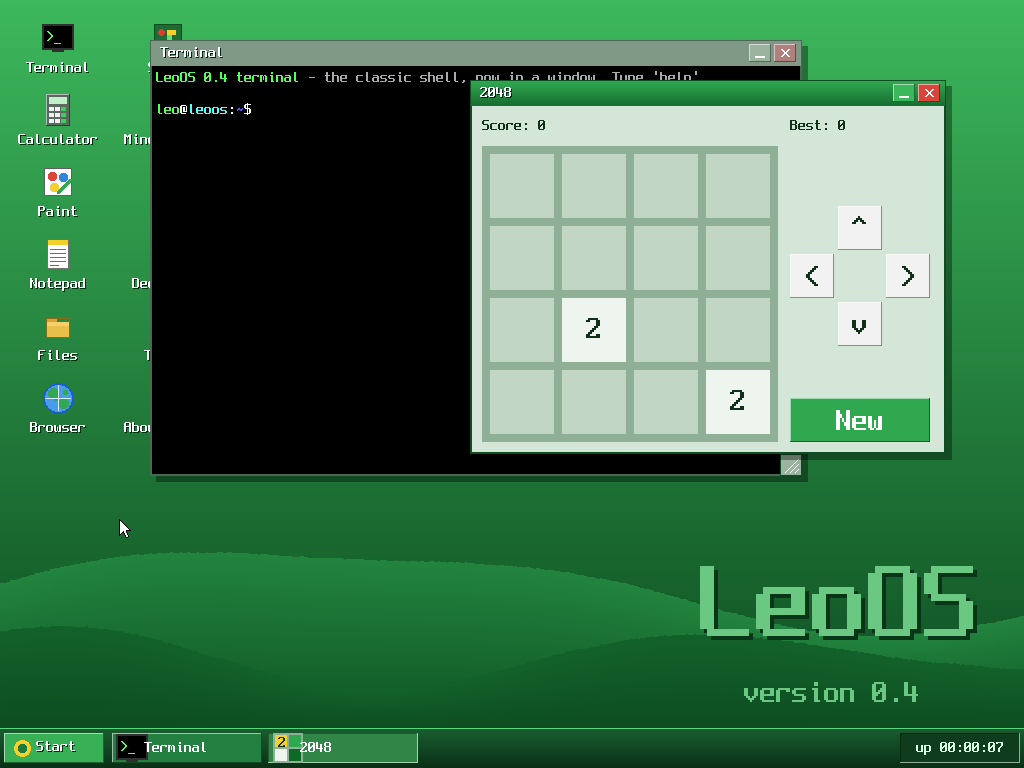 Terminal
Calculator
Paint
Notepad
Files
Browser
Terminal
LeoOS 0.4 terminal - the classic shell, now in a window. Type 'help'
leo@leoos:~$
2048
Score: 0
Best: 0
^
<
>
v
2
2
New
LeoOS
version 0.4
Start
Terminal
2048
up 00:00:07